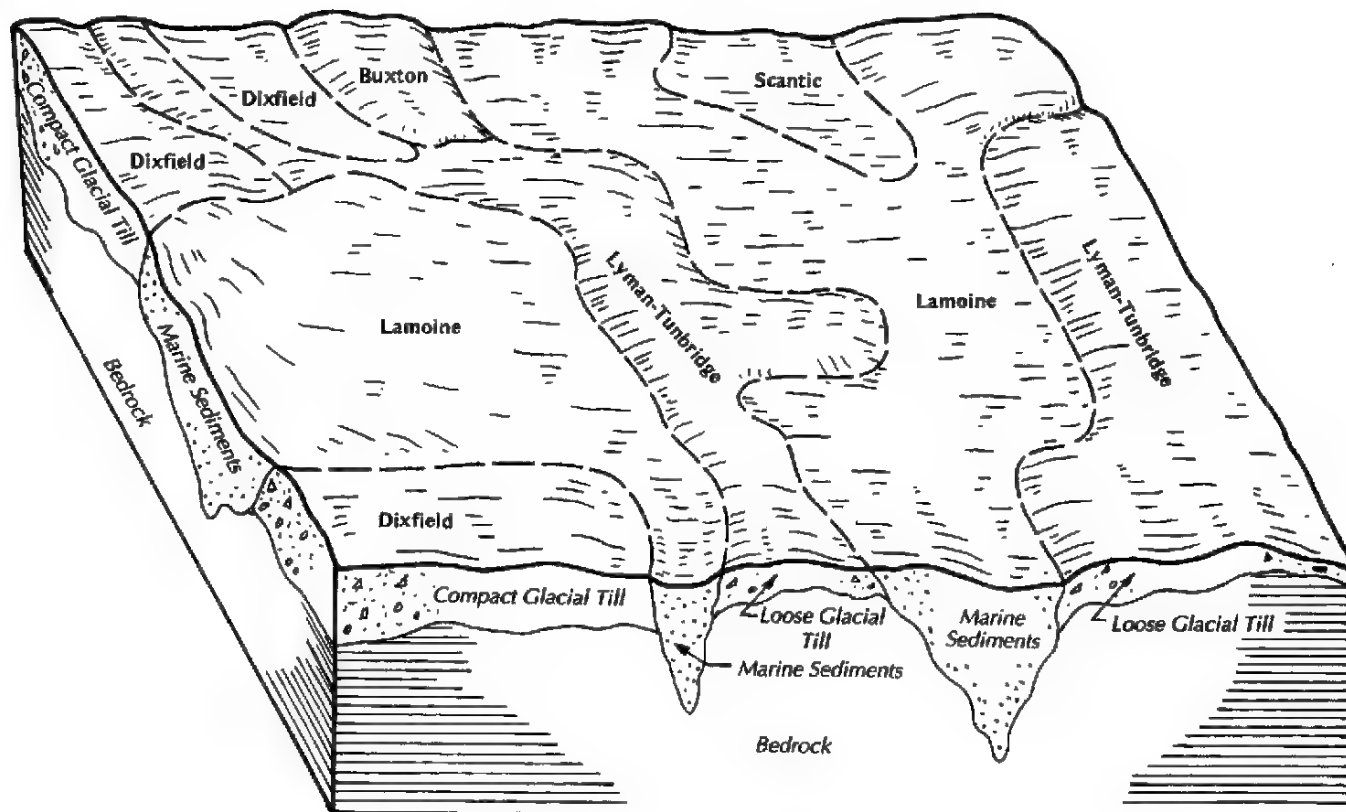 Buxton
Scantic
Dixfield
Compact Glacial Till
Dixfield
Lyman-Tunbridge
Lamoine
Lamoine
Lyman-Tunbridge
Bedrock
Marine Sediments
Dixfield
Compact Glacial Till
Loose Glacial
Till
Marine
Sediments
Loose Glacial Till
Marine Sediments
Bedrock